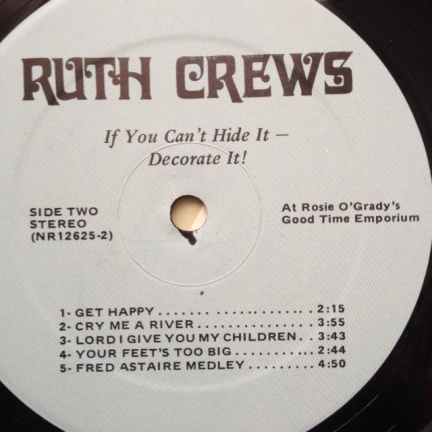 RUTH CREWS
If You Can't Hide It —
Decorate It!
SIDE TWO
STEREO
(NR12625-2)
At Rosie O'Grady's
Good Time Emporium
1- GET HAPPY . . . . . . . . . . . . . . . . . . . 2:15
2- CRY ME A RIVER . . . . . . . . . . . . . . 3:55
3- LORD I GIVE YOU MY CHILDREN . . 3:43
4- YOUR FEET'S TOO BIG . . . . . . . . . . 2:44
5- FRED ASTAIRE MEDLEY . . . . . . . . . 4:50